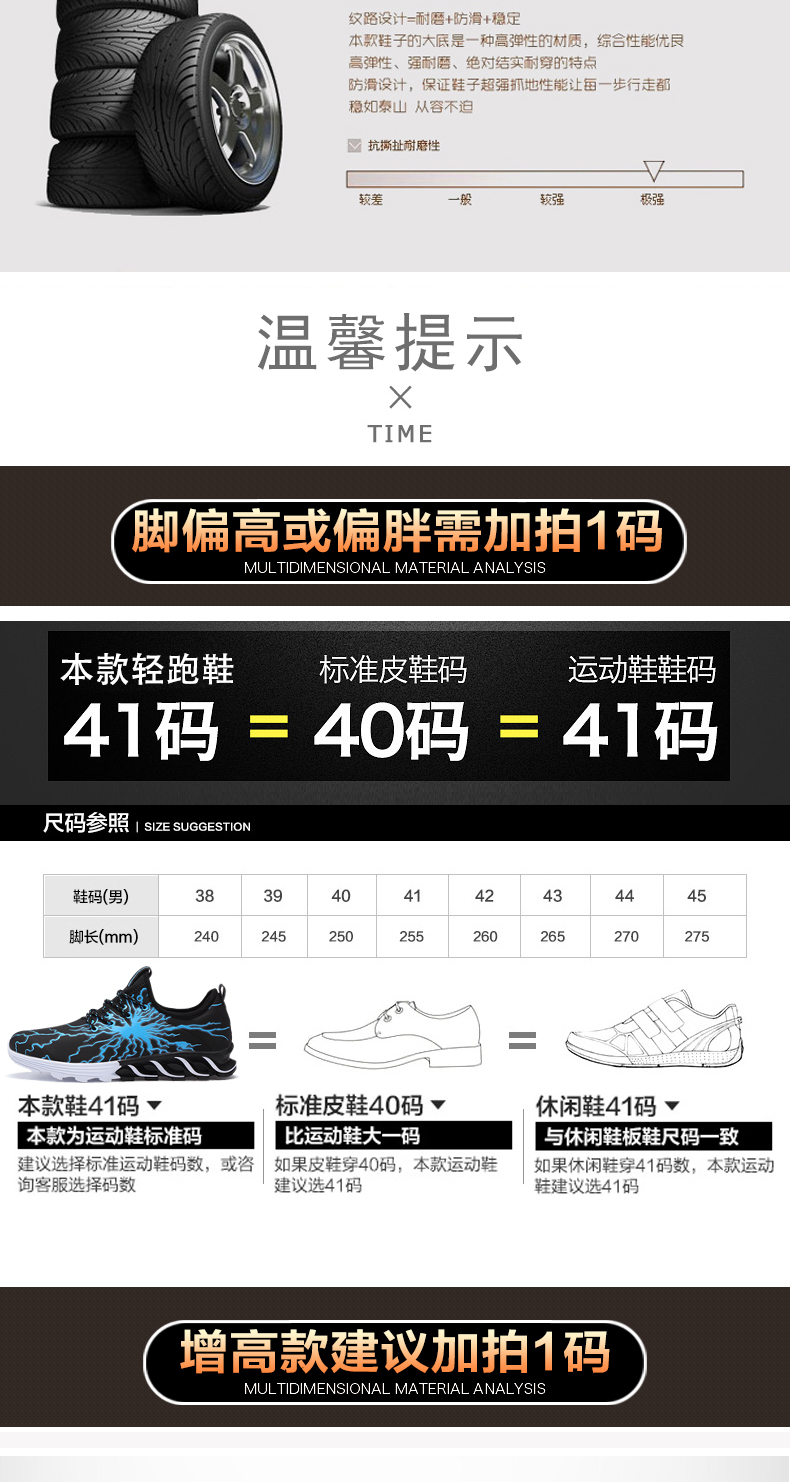 纹路设计=耐磨+防滑+稳定
本款鞋子的大底是一种高弹性的材质，综合性能优良
高弹性、强耐磨、绝对结实耐穿的特点
防滑设计，保证鞋子超强抓地性能让每一步行走都
稳如泰山 从容不迫
抗撕扯耐磨性
较差 一般 较强 极强
温馨提示
×
TIME
脚偏高或偏胖需加拍1码
MULTIDIMENSIONAL MATERIAL ANALYSIS
本款轻跑鞋 标准皮鞋码 运动鞋鞋码
41码 = 40码 = 41码
尺码参照 | SIZE SUGGESTION
鞋码(男) 38 39 40 41 42 43 44 45
脚长(mm) 240 245 250 255 260 265 270 275
= =
本款鞋41码
本款为运动鞋标准码
建议选择标准运动鞋码数，或咨
询客服选择码数
标准皮鞋40码
比运动鞋大一码
如果皮鞋穿40码，本款运动鞋
建议选41码
休闲鞋41码
与休闲鞋板鞋尺码一致
如果休闲鞋穿41码数，本款运动
鞋建议选41码
增高款建议加拍1码
MULTIDIMENSIONAL MATERIAL ANALYSIS